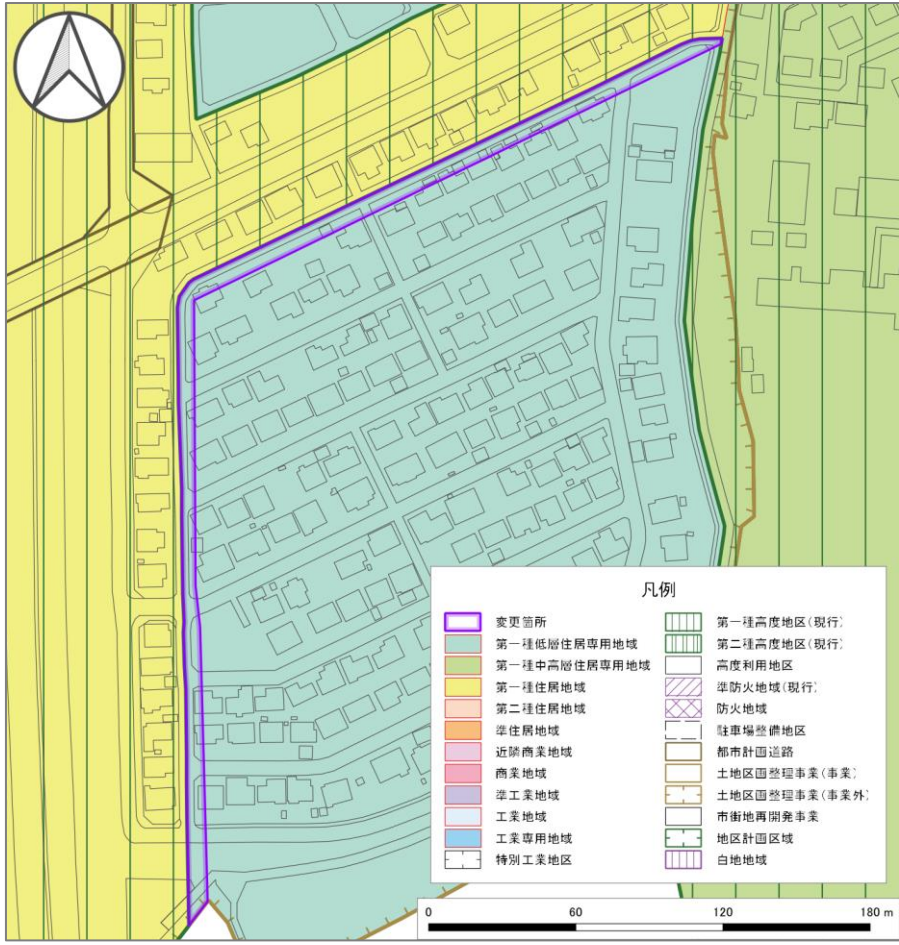 凡例
変更箇所
第一種低層住居専用地域
第一種中高層住居専用地域
第一種住居地域
第二種住居地域
準住居地域
近隣商業地域
商業地域
準工業地域
工業地域
工業専用地域
特別工業地区
第一種高度地区(現行)
第二種高度地区(現行)
高度利用地区
準防火地域(現行)
防火地域
駐車場整備地区
都市計画道路
土地区画整理事業(事業)
土地区画整理事業(事業外)
市街地再開発事業
地区計画区域
白地地域
0 60 120 180 m